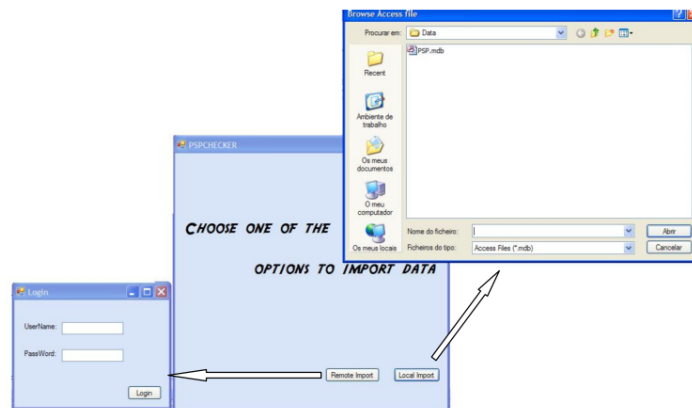 Browse Access file
Procurar em:
Data
PSP.mdb
Recent
Ambiente de trabalho
Os meus documentos
O meu computador
Os meus locais
Nome do ficheiro:
Abrir
Ficheiros do tipo:
Access Files (*.mdb)
Cancelar
PSPCHECKER
CHOOSE ONE OF THE
OPTIONS TO IMPORT DATA
Remote Import
Local Import
Login
UserName:
PassWord:
Login